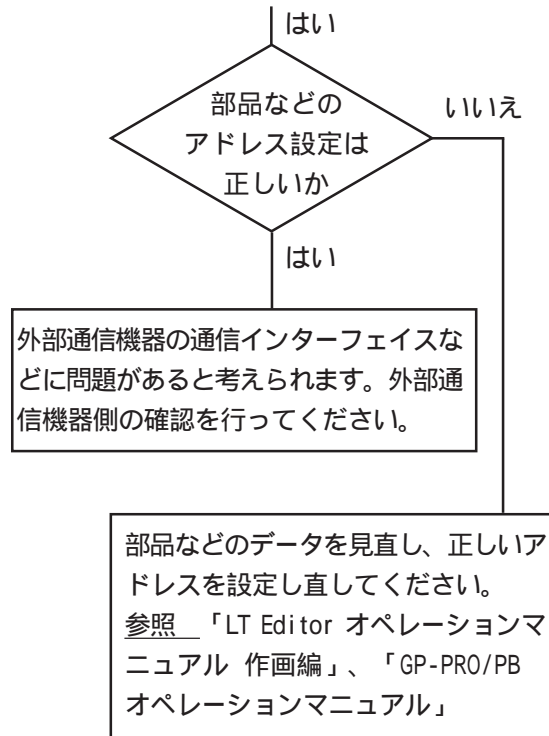 はい
部品などの
アドレス設定は
正しいか
いいえ
はい
外部通信機器の通信インターフェイスな
どに問題があると考えられます。外部通
信機器側の確認を行ってください。
部品などのデータを見直し、正しいア
ドレスを設定し直してください。
参照 「LT Editor オペレーションマ
ニュアル 作画編」、「GP-PRO/PB
オペレーションマニュアル」